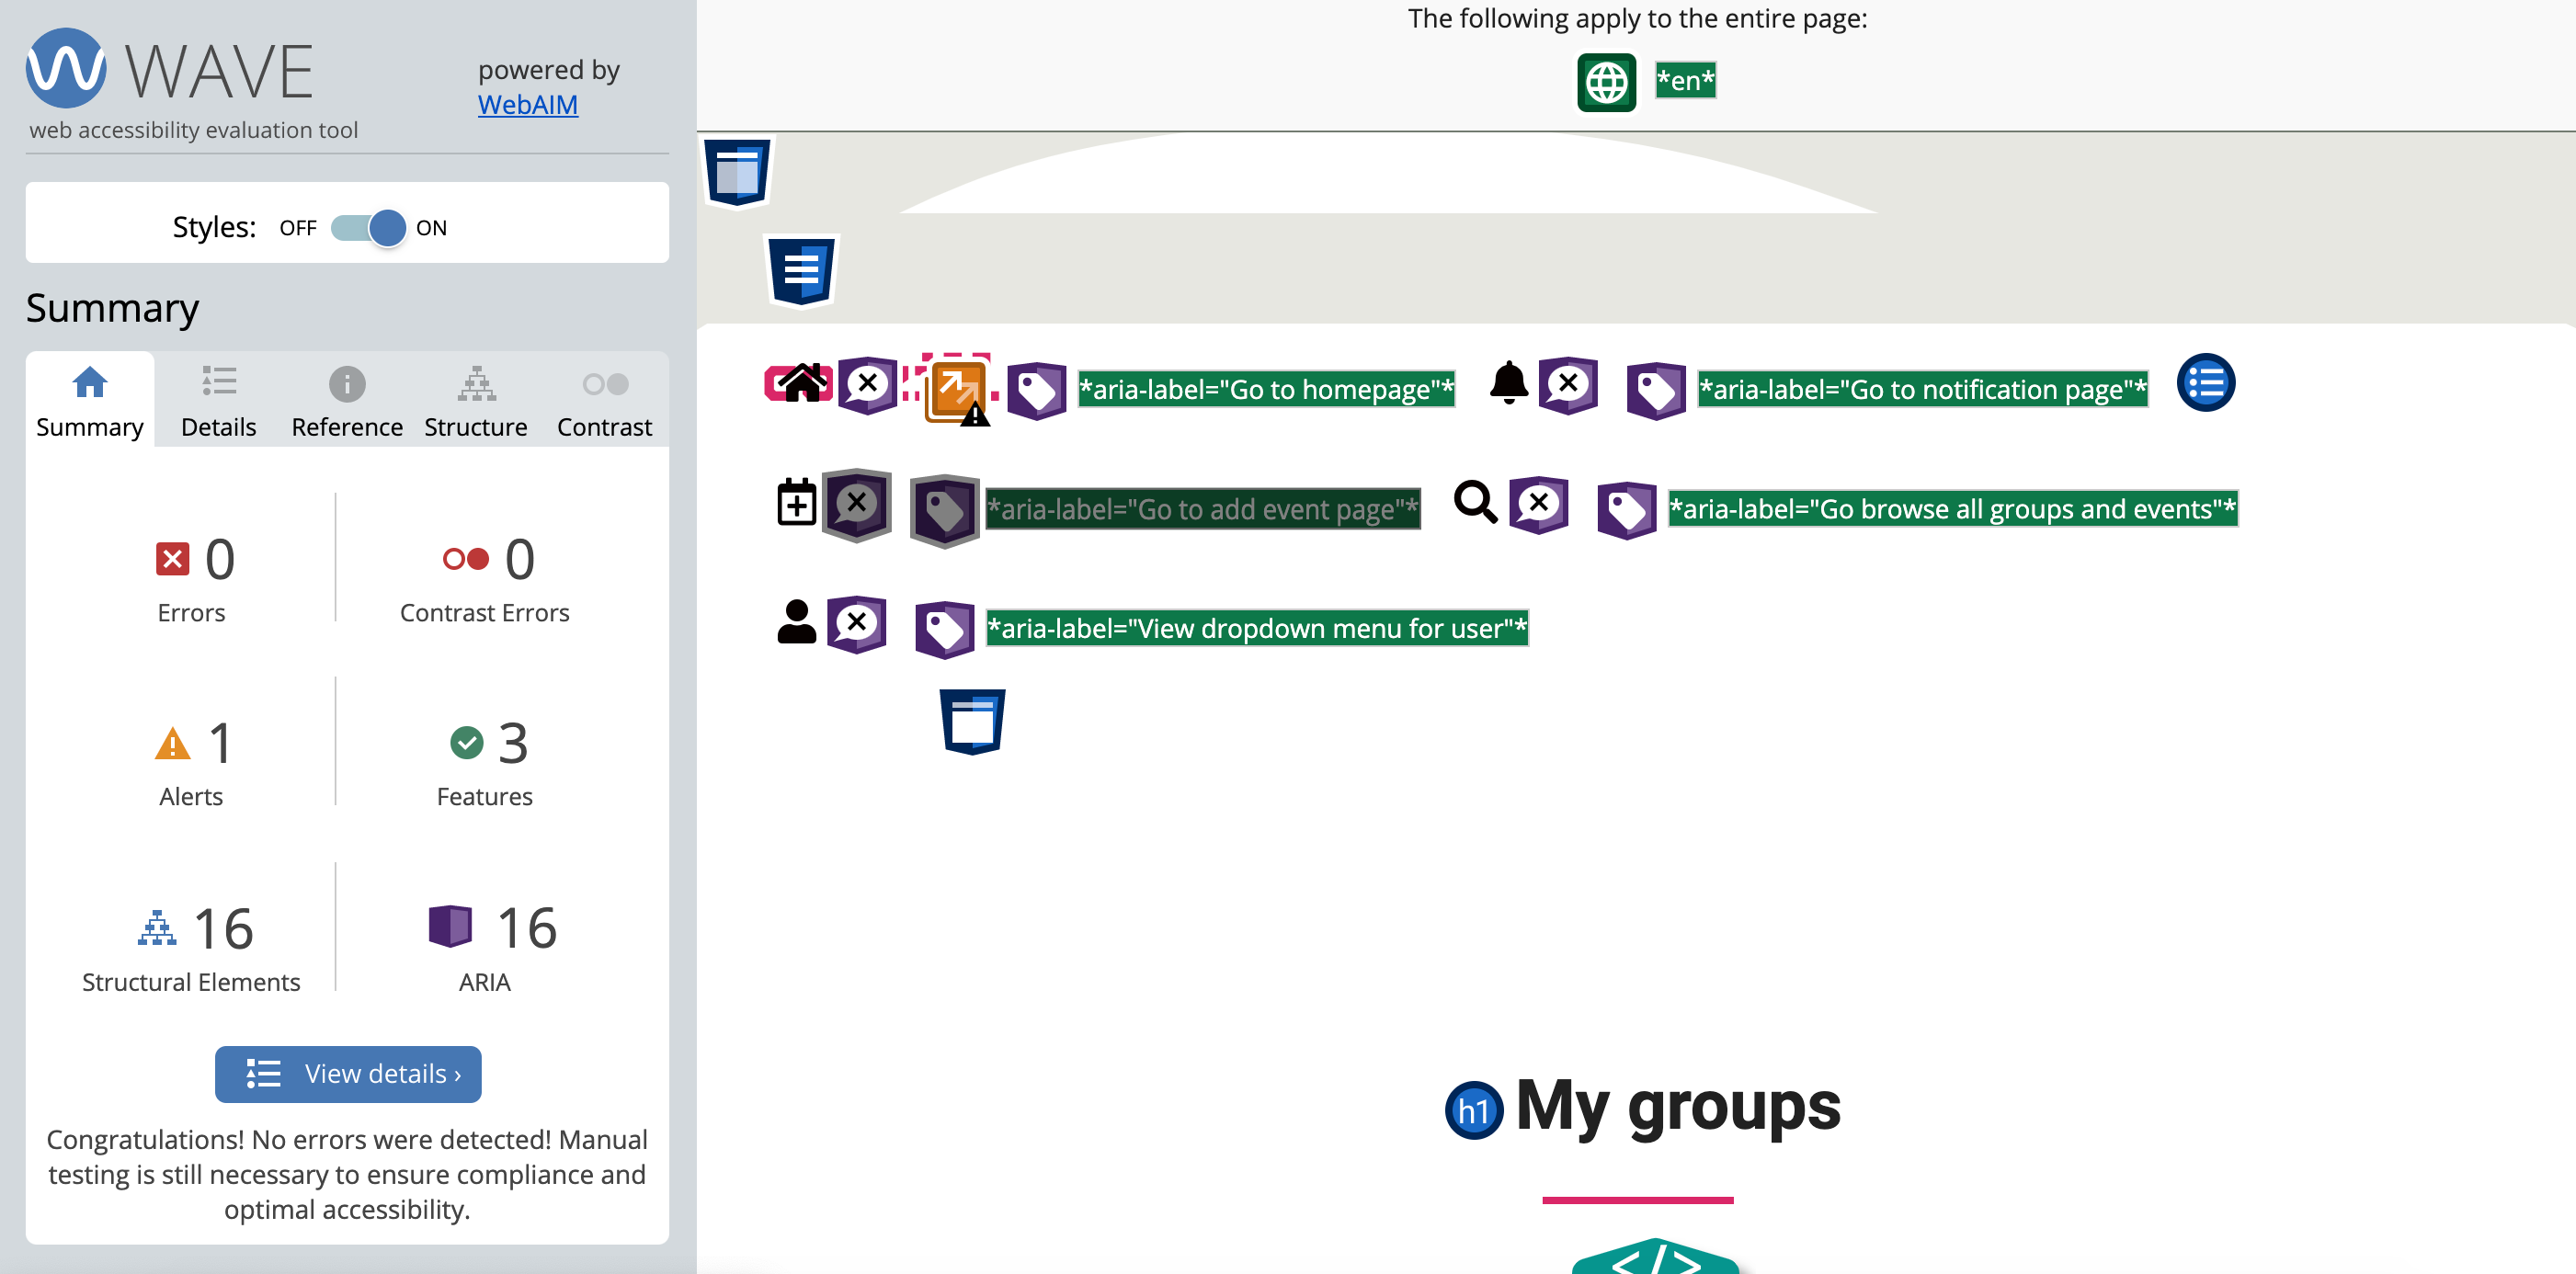 WAVE
web accessibility evaluation tool
powered by
WebAIM
Styles: OFF ON
Summary
Summary Details Reference Structure Contrast
0 0
Errors Contrast Errors
1 3
Alerts Features
16 16
Structural Elements ARIA
View details ›
Congratulations! No errors were detected! Manual
testing is still necessary to ensure compliance and
optimal accessibility.
The following apply to the entire page:
*en*
*aria-label="Go to homepage"* *aria-label="Go to notification page"*
*aria-label="Go to add event page"* *aria-label="Go browse all groups and events"*
*aria-label="View dropdown menu for user"*
h1 My groups
</>